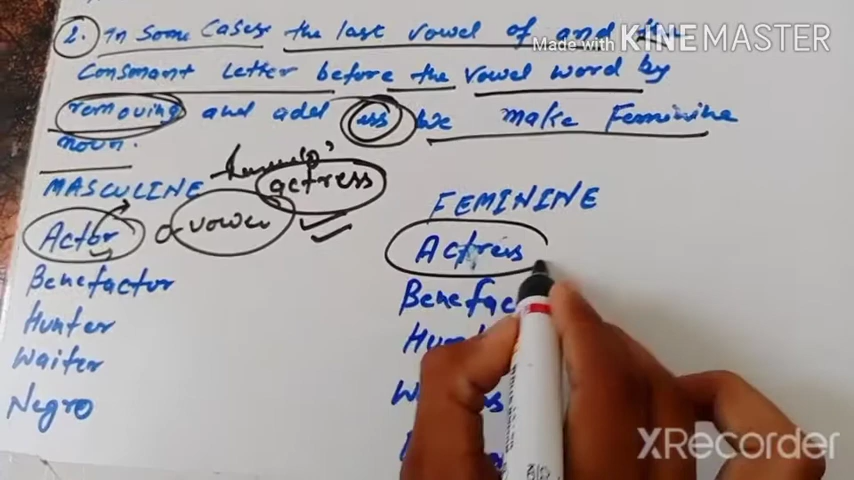 2. In Some Cases the last vowel of and its
Consonant Letter before the vowel word by
removing and add ess we make Feminine
noun.
MASCULINE actress
FEMININE
Actor o-vowel Actress
Benefactor Benefac
Hunter
Waiter
Negro
Made with KINEMASTER
XRecorder